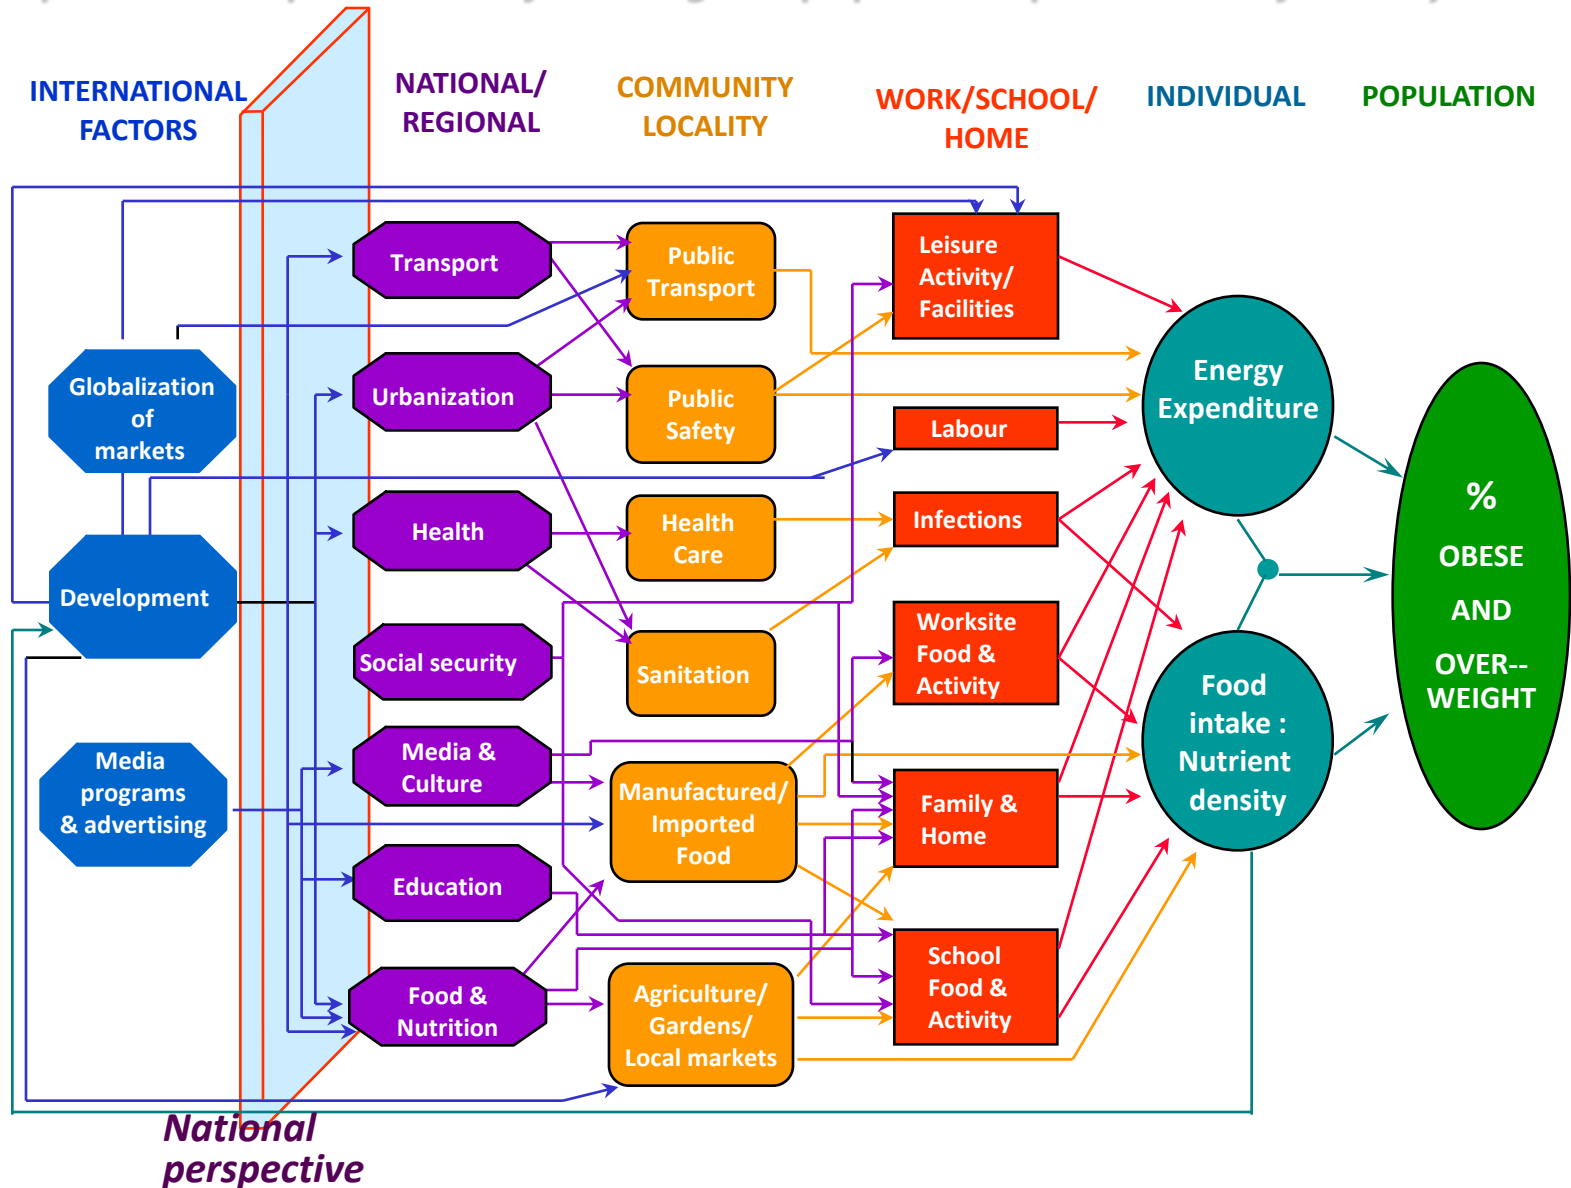 INTERNATIONAL
FACTORS
NATIONAL/
REGIONAL
COMMUNITY
LOCALITY
WORK/SCHOOL/
HOME
INDIVIDUAL
POPULATION
Globalization
of
markets
Development
Media
programs
& advertising
Transport
Urbanization
Health
Social security
Media &
Culture
Education
Food &
Nutrition
Public
Transport
Public
Safety
Health
Care
Sanitation
Manufactured/
Imported
Food
Agriculture/
Gardens/
Local markets
Leisure
Activity/
Facilities
Labour
Infections
Worksite
Food &
Activity
Family &
Home
School
Food &
Activity
Energy
Expenditure
Food
intake :
Nutrient
density
%
OBESE
AND
OVER--
WEIGHT
National
perspective